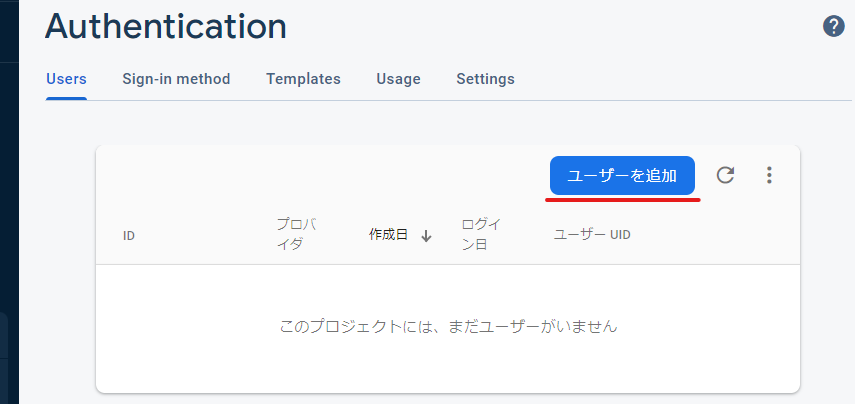 Authentication
Users Sign-in method Templates Usage Settings
ユーザーを追加
ID
プロバ
イダ
作成日
ログイ
ン日
ユーザー UID
このプロジェクトには、まだユーザーがいません